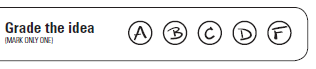 Grade the idea A B C D F
(MARK ONLY ONE)